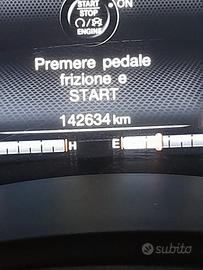 START
STOP
ENGINE
ON
Premere pedale
frizione e
START
142634 km
H E
subito